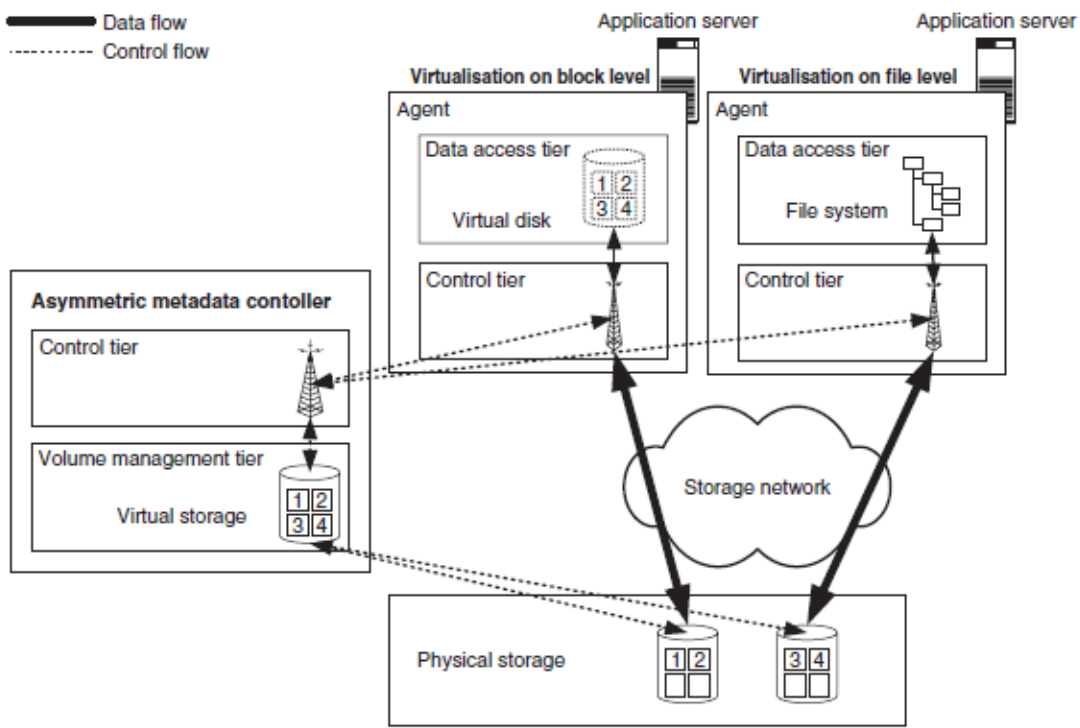 Data flow
Control flow
Application server
Application server
Virtualisation on block level
Virtualisation on file level
Agent
Agent
Data access tier
1 2
3 4
Virtual disk
Data access tier
File system
Control tier
Control tier
Asymmetric metadata contoller
Control tier
Volume management tier
Virtual storage
1 2
3 4
Storage network
Physical storage
1 2
3 4